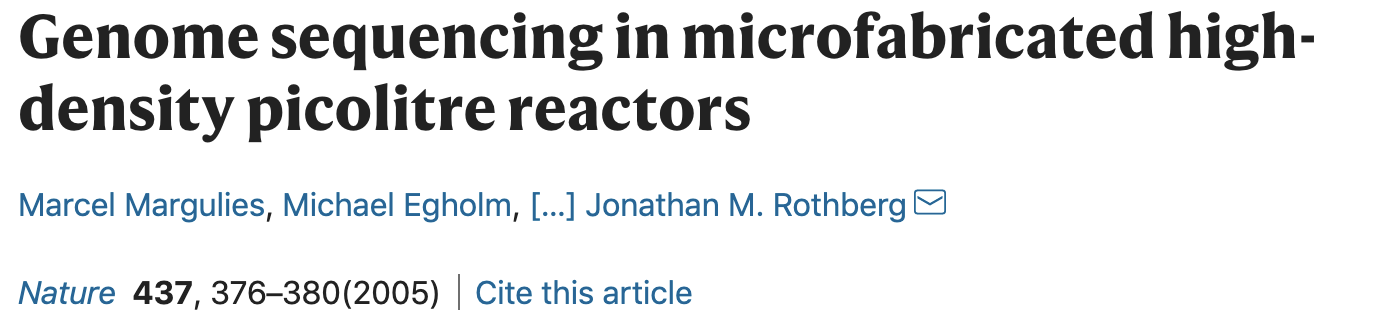 Genome sequencing in microfabricated high-
density picolitre reactors
Marcel Margulies, Michael Egholm, [...] Jonathan M. Rothberg
Nature 437, 376–380(2005) | Cite this article